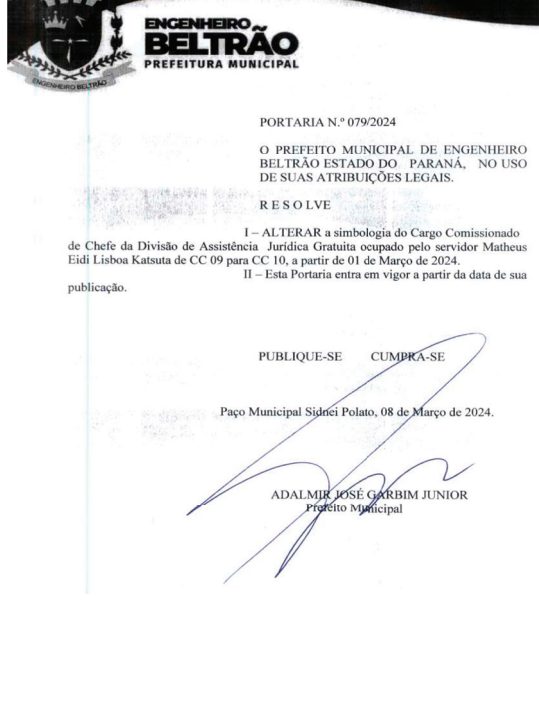 ENGENHEIRO
BELTRÃO
PREFEITURA MUNICIPAL
ENGENHEIRO BELTRÃO
PORTARIA N.º 079/2024
O PREFEITO MUNICIPAL DE ENGENHEIRO
BELTRÃO ESTADO DO PARANÁ, NO USO
DE SUAS ATRIBUIÇÕES LEGAIS.
R E S O L V E
I – ALTERAR a simbologia do Cargo Comissionado
de Chefe da Divisão de Assistência Jurídica Gratuita ocupado pelo servidor Matheus
Eidi Lisboa Katsuta de CC 09 para CC 10, a partir de 01 de Março de 2024.
II – Esta Portaria entra em vigor a partir da data de sua
publicação.
PUBLIQUE-SE CUMPRA-SE
Paço Municipal Sidnei Polato, 08 de Março de 2024.
ADALMIR JOSÉ GARBIM JUNIOR
Prefeito Municipal